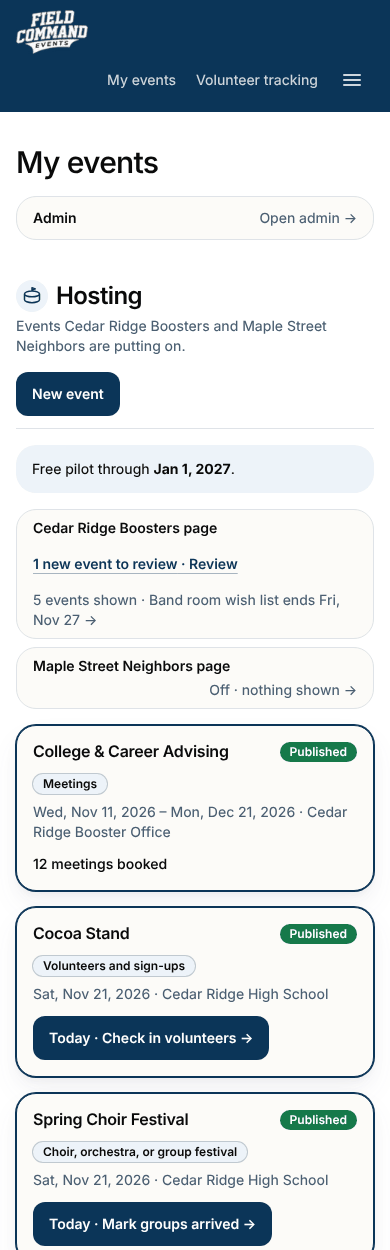 FIELD
COMMAND
EVENTS
My events
Volunteer tracking
My events
Admin
Open admin →
Hosting
Events Cedar Ridge Boosters and Maple Street
Neighbors are putting on.
New event
Free pilot through Jan 1, 2027.
Cedar Ridge Boosters page
1 new event to review · Review
5 events shown · Band room wish list ends Fri,
Nov 27 →
Maple Street Neighbors page
Off · nothing shown →
College & Career Advising
Published
Meetings
Wed, Nov 11, 2026 – Mon, Dec 21, 2026 · Cedar
Ridge Booster Office
12 meetings booked
Cocoa Stand
Published
Volunteers and sign-ups
Sat, Nov 21, 2026 · Cedar Ridge High School
Today · Check in volunteers →
Spring Choir Festival
Published
Choir, orchestra, or group festival
Sat, Nov 21, 2026 · Cedar Ridge High School
Today · Mark groups arrived →